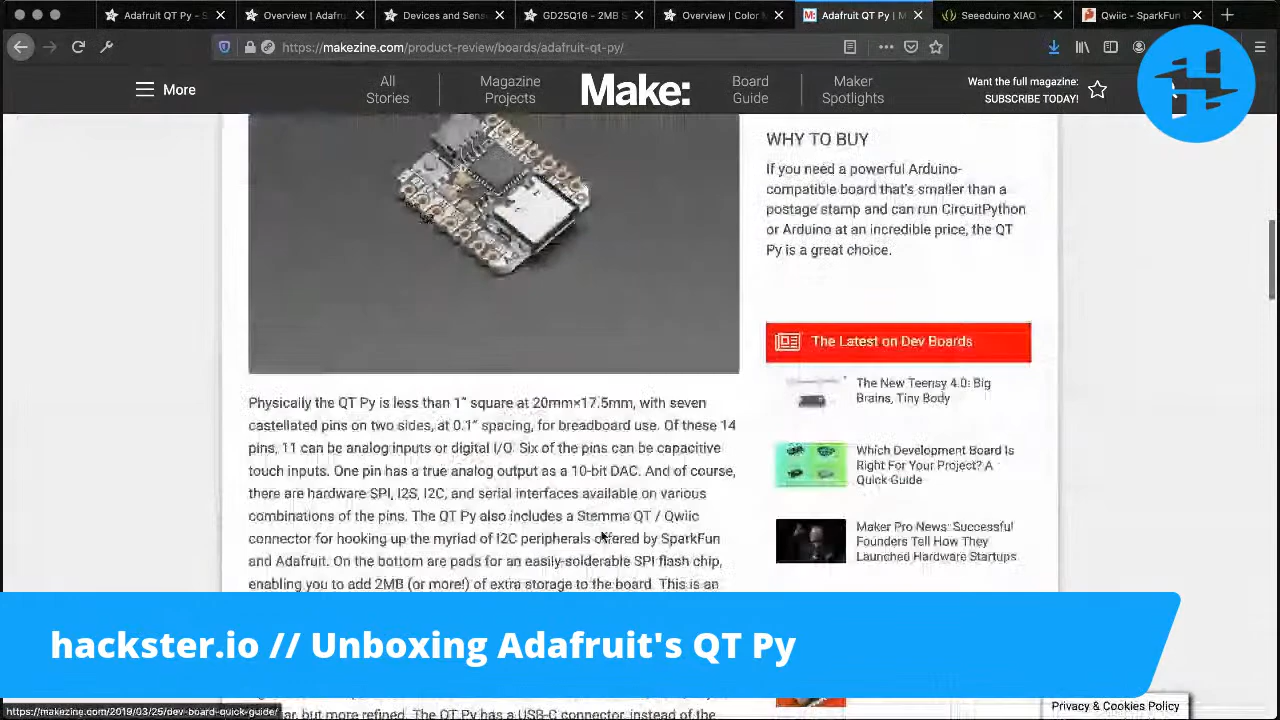 Adafruit QT Py - S
Overview | Adafr
Devices and Sens
GD25Q16 - 2MB S
Overview | Color
Adafruit QT Py | M
Seeeduino XIAO -
Qwiic - SparkFun
https://makezine.com/product-review/boards/adafruit-qt-py/
More
All Stories
Magazine Projects
Make:
Board Guide
Maker Spotlights
Want the full magazine:
SUBSCRIBE TODAY!
WHY TO BUY
If you need a powerful Arduino-
compatible board that's smaller than a
postage stamp and can run CircuitPython
or Arduino at an incredible price, the QT
Py is a great choice.
The Latest on Dev Boards
The New Teensy 4.0: Big
Brains, Tiny Body
Which Development Board Is
Right For Your Project? A
Quick Guide
Maker Pro News: Successful
Founders Tell How They
Launched Hardware Startups
Physically the QT Py is less than 1" square at 20mm×17.5mm, with seven
castellated pins on two sides, at 0.1" spacing, for breadboard use. Of these 14
pins, 11 can be analog inputs or digital I/O. Six of the pins can be capacitive
touch inputs. One pin has a true analog output as a 10-bit DAC. And of course,
there are hardware SPI, I2S, I2C, and serial interfaces available on various
combinations of the pins. The QT Py also includes a Stemma QT / Qwiic
connector for hooking up the myriad of I2C peripherals offered by SparkFun
and Adafruit. On the bottom are pads for an easily-solderable SPI flash chip,
enabling you to add 2MB (or more!) of extra storage to the board. This is an
hackster.io // Unboxing Adafruit's QT Py
but more refined. The QT Py has a USB-C connector, instead of the
https://makezine.com/2019/03/25/dev-board-quick-guide/
Privacy & Cookies Policy